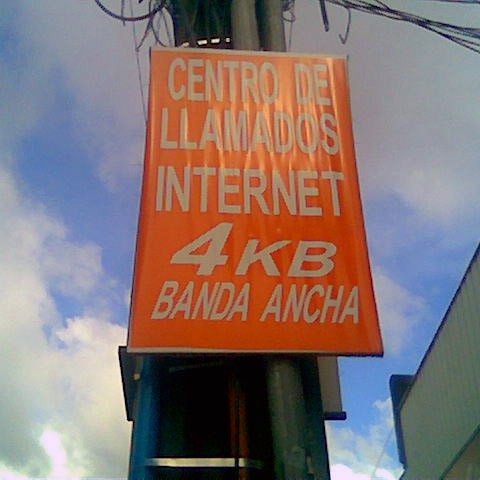 CENTRO DE
LLAMADOS
INTERNET
4KB
BANDA ANCHA